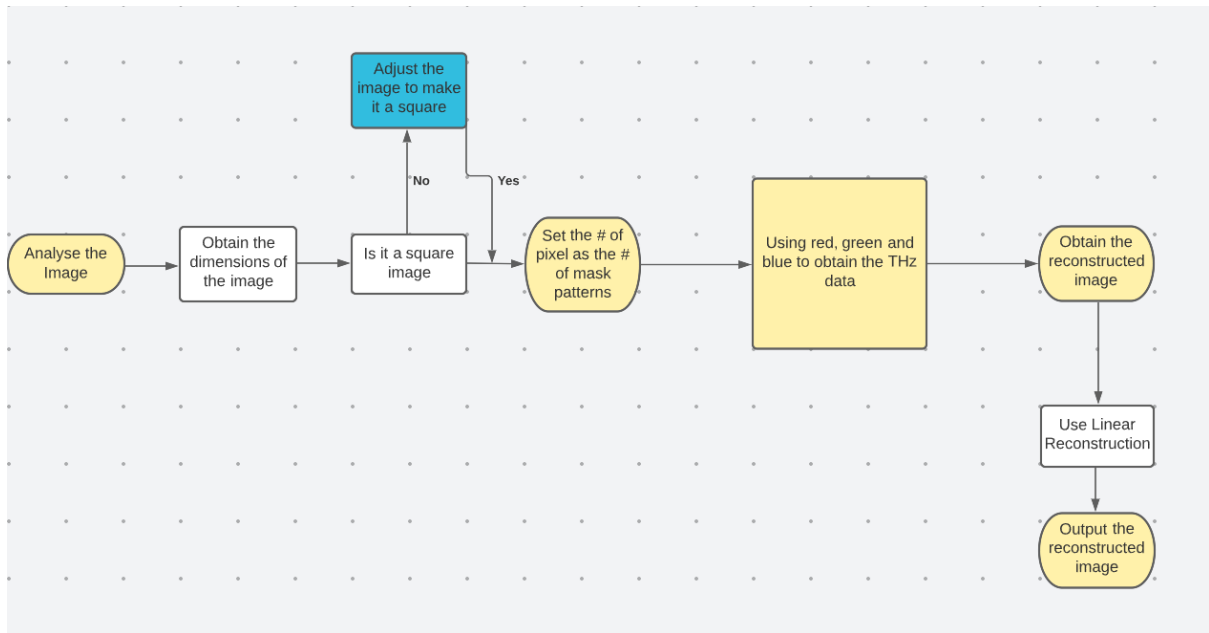 Analyse the
Image
Obtain the
dimensions of
the image
Is it a square
image
No
Adjust the
image to make
it a square
Yes
Set the # of
pixel as the #
of mask
patterns
Using red, green and
blue to obtain the THz
data
Obtain the
reconstructed
image
Use Linear
Reconstruction
Output the
reconstructed
image